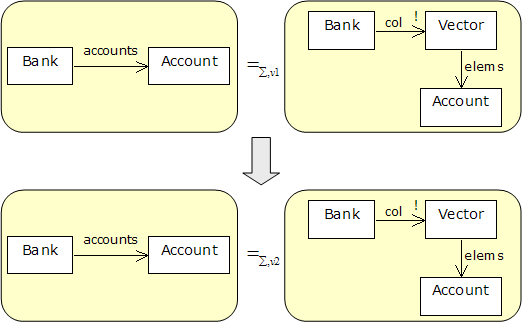 Bank accounts Account
=Σ,v1
Bank col ! Vector
elems
Account
Bank accounts Account
=Σ,v2
Bank col ! Vector
elems
Account